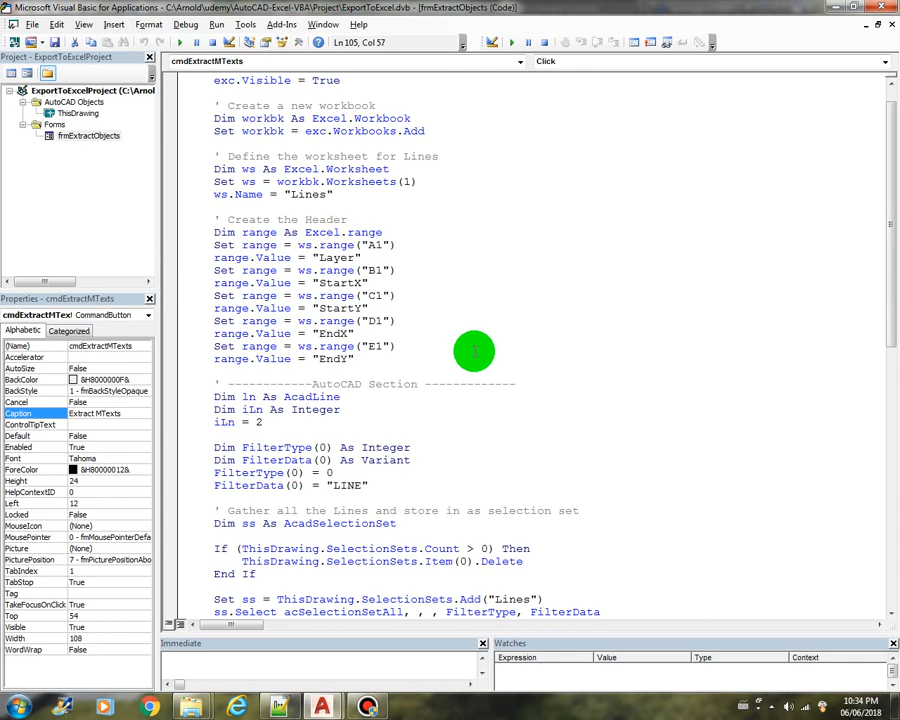 Microsoft Visual Basic for Applications - C:\Arnold\udemy\AutoCAD-Excel-VBA\Project\ExportToExcel.dvb - [frmExtractObjects (Code)]
File Edit View Insert Format Debug Run Tools Add-Ins Window Help
Ln 105, Col 57
Project - ExportToExcelProject
cmdExtractMTexts
Click
ExportToExcelProject (C:\Arnol
AutoCAD Objects
ThisDrawing
Forms
frmExtractObjects
exc.Visible = True
' Create a new workbook
Dim workbk As Excel.Workbook
Set workbk = exc.Workbooks.Add
' Define the worksheet for Lines
Dim ws As Excel.Worksheet
Set ws = workbk.Worksheets(1)
ws.Name = "Lines"
' Create the Header
Dim range As Excel.range
Set range = ws.range("A1")
range.Value = "Layer"
Set range = ws.range("B1")
range.Value = "StartX"
Set range = ws.range("C1")
range.Value = "StartY"
Set range = ws.range("D1")
range.Value = "EndX"
Set range = ws.range("E1")
range.Value = "EndY"
' ------------AutoCAD Section -------------
Dim ln As AcadLine
Dim iLn As Integer
iLn = 2
Dim FilterType(0) As Integer
Dim FilterData(0) As Variant
FilterType(0) = 0
FilterData(0) = "LINE"
' Gather all the Lines and store in as selection set
Dim ss As AcadSelectionSet
If (ThisDrawing.SelectionSets.Count > 0) Then
ThisDrawing.SelectionSets.Item(0).Delete
End If
Set ss = ThisDrawing.SelectionSets.Add("Lines")
ss.Select acSelectionSetAll, , , FilterType, FilterData
Properties - cmdExtractMTexts
cmdExtractMTex CommandButton
Alphabetic Categorized
(Name) cmdExtractMTexts
Accelerator
AutoSize False
BackColor &H8000000F&
BackStyle 1 - fmBackStyleOpaque
Cancel False
Caption Extract MTexts
ControlTipText
Default False
Enabled True
Font Tahoma
ForeColor &H80000012&
Height 24
HelpContextID 0
Left 12
Locked False
MouseIcon (None)
MousePointer 0 - fmMousePointerDefa
Picture (None)
PicturePosition 7 - fmPicturePositionAbo
TabIndex 1
TabStop True
Tag
TakeFocusOnClick True
Top 54
Visible True
Width 108
WordWrap False
Immediate
Watches
Expression Value Type Context
10:34 PM
06/06/2018